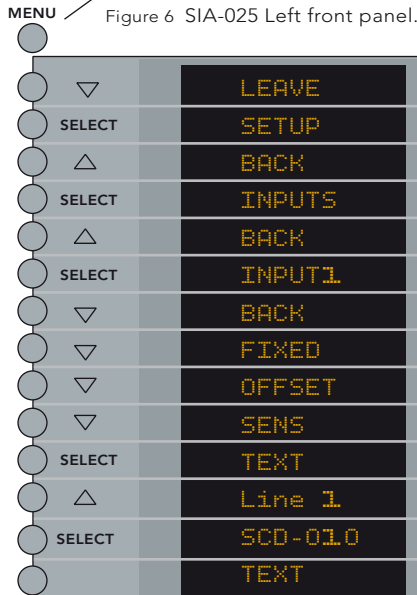 MENU
Figure 6 SIA-025 Left front panel.
LEAVE
SELECT SETUP
BACK
SELECT INPUTS
BACK
SELECT INPUT1
BACK
FIXED
OFFSET
SENS
SELECT TEXT
Line 1
SELECT SCD-010
TEXT